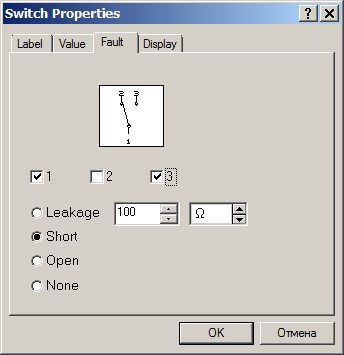 Switch Properties
Label Value Fault Display
2 3
1
1 2 3
Leakage 100 Ω
Short
Open
None
OK Отмена